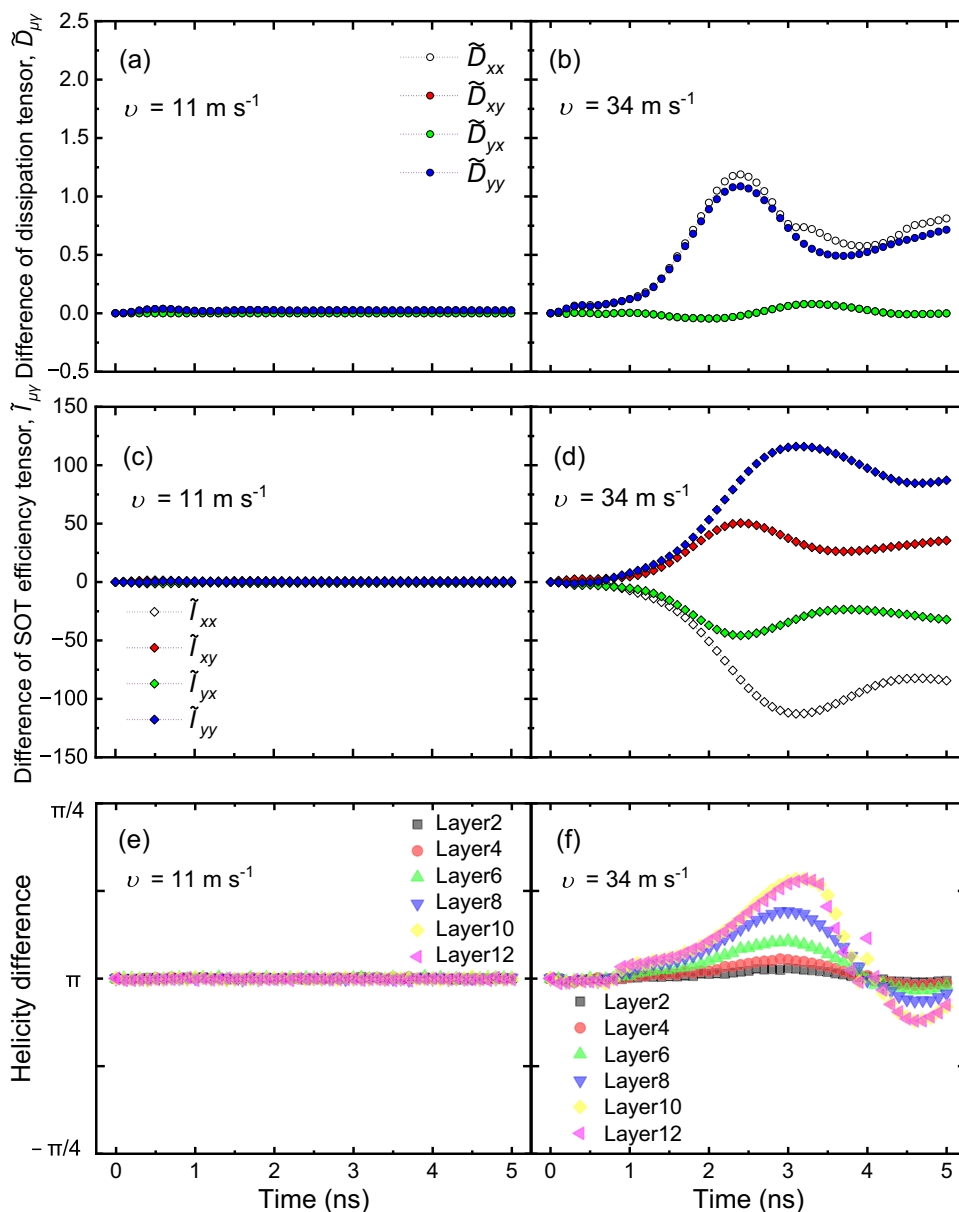 Difference of dissipation tensor, D̃μγ
2.5
2.0
1.5
1.0
0.5
0.0
−0.5
(a)
υ = 11 m s⁻¹
D̃xx
D̃xy
D̃yx
D̃yy
(b)
υ = 34 m s⁻¹
Difference of SOT efficiency tensor, Ĩμγ
150
100
50
0
−50
−100
−150
(c)
υ = 11 m s⁻¹
Ĩxx
Ĩxy
Ĩyx
Ĩyy
(d)
υ = 34 m s⁻¹
Helicity difference
π/4
π
− π/4
(e)
υ = 11 m s⁻¹
Layer2
Layer4
Layer6
Layer8
Layer10
Layer12
(f)
υ = 34 m s⁻¹
Layer2
Layer4
Layer6
Layer8
Layer10
Layer12
0 1 2 3 4 5
0 1 2 3 4 5
Time (ns)
Time (ns)